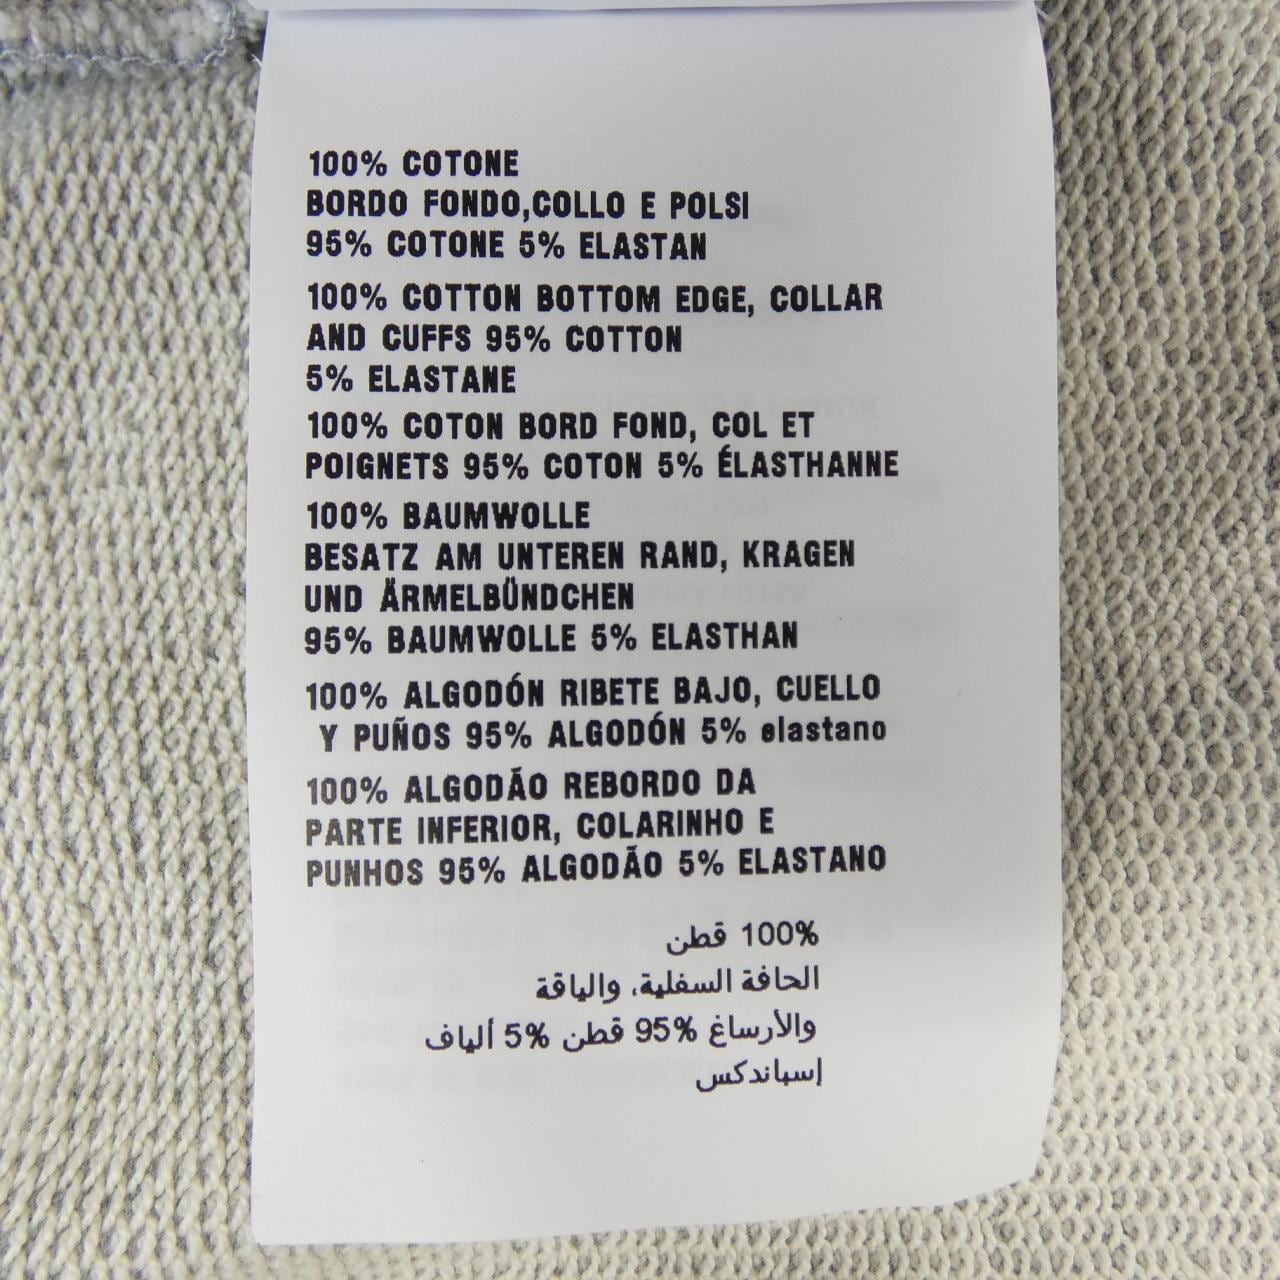 100% COTONE
BORDO FONDO,COLLO E POLSI
95% COTONE 5% ELASTAN
100% COTTON BOTTOM EDGE, COLLAR
AND CUFFS 95% COTTON
5% ELASTANE
100% COTON BORD FOND, COL ET
POIGNETS 95% COTON 5% ÉLASTHANNE
100% BAUMWOLLE
BESATZ AM UNTEREN RAND, KRAGEN
UND ÄRMELBÜNDCHEN
95% BAUMWOLLE 5% ELASTHAN
100% ALGODÓN RIBETE BAJO, CUELLO
Y PUÑOS 95% ALGODÓN 5% elastano
100% ALGODÃO REBORDO DA
PARTE INFERIOR, COLARINHO E
PUNHOS 95% ALGODÃO 5% ELASTANO
100% قطن
الحافة السفلية، والياقة
والأرساغ 95% قطن 5% ألياف
إسباندكس